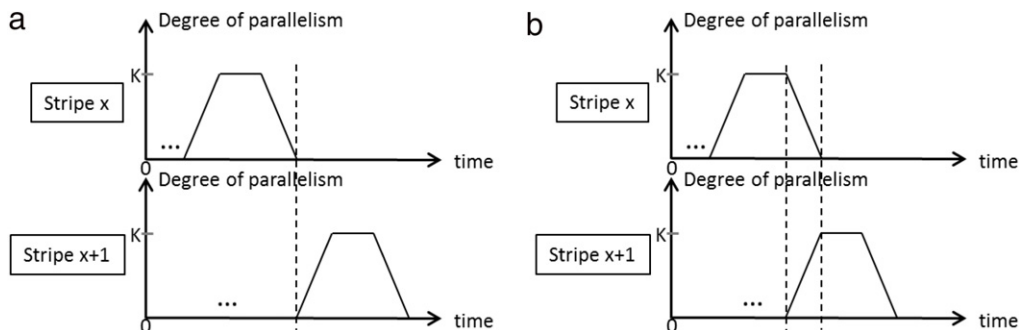 a
Degree of parallelism
K
Stripe x
...
0
time
Degree of parallelism
K
Stripe x+1
...
0
time
b
Degree of parallelism
K
Stripe x
...
0
time
Degree of parallelism
K
Stripe x+1
...
0
time